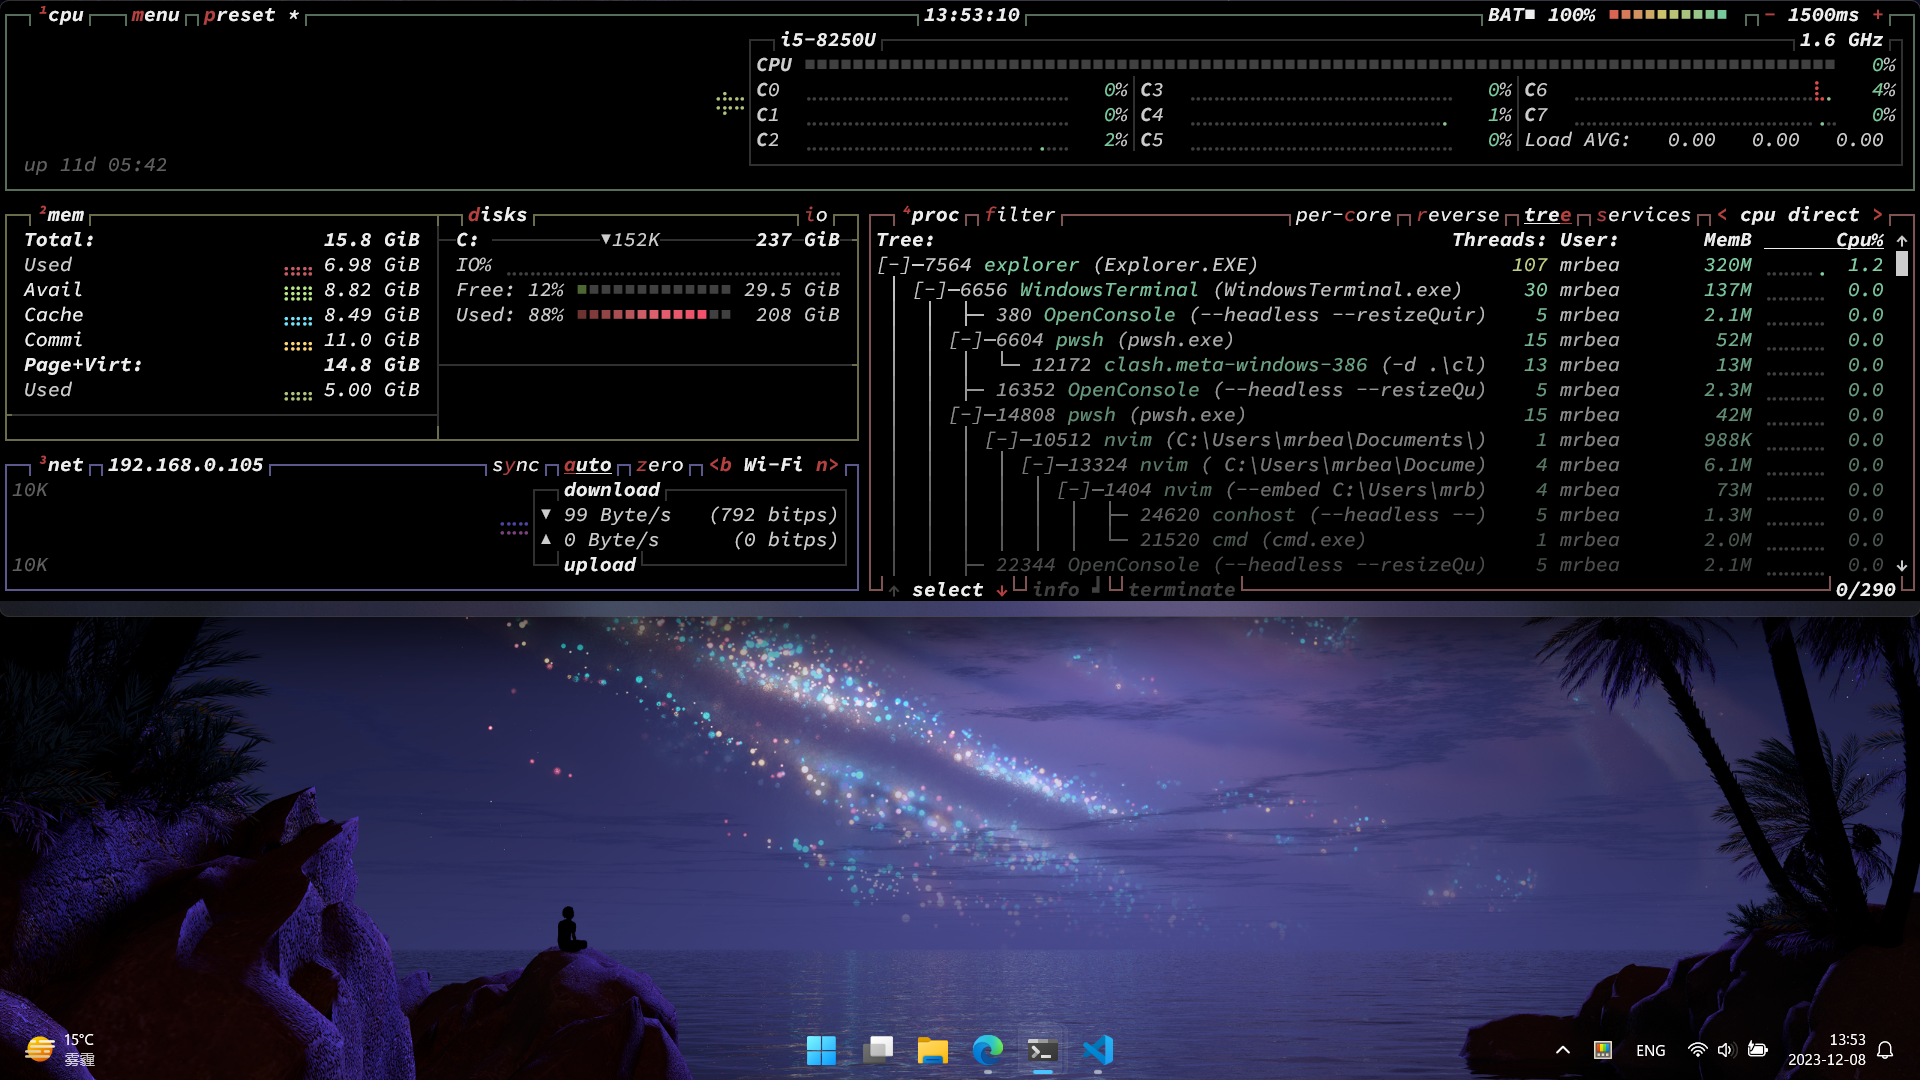 ¹cpu menu preset * 13:53:10 BAT■ 100% - 1500ms +
i5-8250U 1.6 GHz
CPU 0%
C0 0% C3 0% C6 4%
C1 0% C4 1% C7 0%
C2 2% C5 0% Load AVG: 0.00 0.00 0.00
up 11d 05:42
²mem
Total: 15.8 GiB
Used 6.98 GiB
Avail 8.82 GiB
Cache 8.49 GiB
Commi 11.0 GiB
Page+Virt: 14.8 GiB
Used 5.00 GiB
disks io
C: ▼152K 237 GiB
IO%
Free: 12% 29.5 GiB
Used: 88% 208 GiB
³net 192.168.0.105 sync auto zero <b Wi-Fi n>
10K
download
▼ 99 Byte/s (792 bitps)
▲ 0 Byte/s (0 bitps)
upload
10K
⁴proc filter per-core reverse tree services < cpu direct >
Tree: Threads: User: MemB Cpu% ↑
[-]-7564 explorer (Explorer.EXE) 107 mrbea 320M 1.2
[-]-6656 WindowsTerminal (WindowsTerminal.exe) 30 mrbea 137M 0.0
380 OpenConsole (--headless --resizeQuir) 5 mrbea 2.1M 0.0
[-]-6604 pwsh (pwsh.exe) 15 mrbea 52M 0.0
12172 clash.meta-windows-386 (-d .\cl) 13 mrbea 13M 0.0
16352 OpenConsole (--headless --resizeQu) 5 mrbea 2.3M 0.0
[-]-14808 pwsh (pwsh.exe) 15 mrbea 42M 0.0
[-]-10512 nvim (C:\Users\mrbea\Documents\) 1 mrbea 988K 0.0
[-]-13324 nvim ( C:\Users\mrbea\Docume) 4 mrbea 6.1M 0.0
[-]-1404 nvim (--embed C:\Users\mrb) 4 mrbea 73M 0.0
24620 conhost (--headless --) 5 mrbea 1.3M 0.0
21520 cmd (cmd.exe) 1 mrbea 2.0M 0.0
22344 OpenConsole (--headless --resizeQu) 5 mrbea 2.1M 0.0 ↓
↑ select ↓ info ┘ terminate 0/290
15°C
雾霾
ENG
13:53
2023-12-08